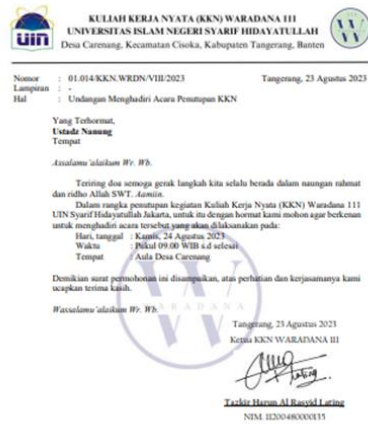 KULIAH KERJA NYATA (KKN) WARADANA 111
UNIVERSITAS ISLAM NEGERI SYARIF HIDAYATULLAH
Desa Carenang, Kecamatan Cisoka, Kabupaten Tangerang, Banten
uin
Nomor : 01.014/KKN.WRDN/VIII/2023 Tangerang, 23 Agustus 2023
Lampiran : -
Hal : Undangan Menghadiri Acara Penutupan KKN
Yang Terhormat,
Ustadz Nanung
Tempat
Assalamu'alaikum Wr. Wb.
Teriring doa semoga gerak langkah kita selalu berada dalam naungan rahmat
dan ridho Allah SWT. Aamiin.
Dalam rangka penutupan kegiatan Kuliah Kerja Nyata (KKN) Waradana 111
UIN Syarif Hidayatullah Jakarta, untuk itu dengan hormat kami mohon agar berkenan
untuk menghadiri acara tersebut yang akan dilaksanakan pada:
Hari, tanggal : Kamis, 24 Agustus 2023
Waktu : Pukul 09.00 WIB s.d selesai
Tempat : Aula Desa Carenang
Demikian surat permohonan ini disampaikan, atas perhatian dan kerjasamanya kami
ucapkan terima kasih.
Wassalamu'alaikum Wr. Wb.
WARADANA
Tangerang, 23 Agustus 2023
Ketua KKN WARADANA 111
Lating
Tazkir Harun Al Rasyid Lating
NIM. 11200480000135